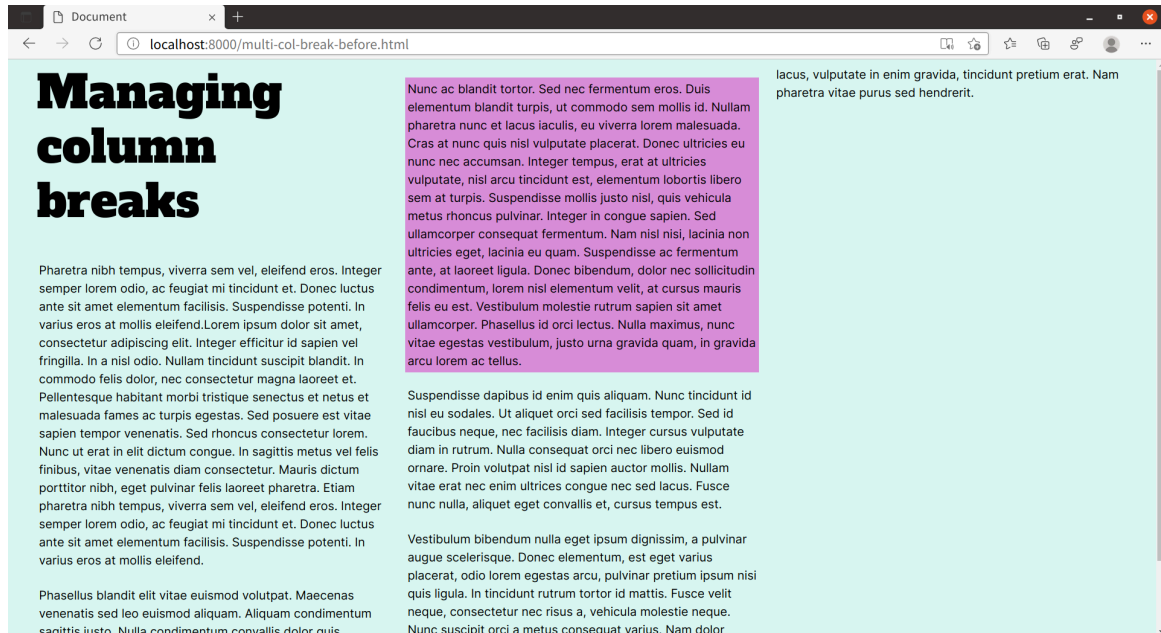 Document
localhost:8000/multi-col-break-before.html
Managing
column
breaks
Pharetra nibh tempus, viverra sem vel, eleifend eros. Integer
semper lorem odio, ac feugiat mi tincidunt et. Donec luctus
ante sit amet elementum facilisis. Suspendisse potenti. In
varius eros at mollis eleifend.Lorem ipsum dolor sit amet,
consectetur adipiscing elit. Integer efficitur id sapien vel
fringilla. In a nisl odio. Nullam tincidunt suscipit blandit. In
commodo felis dolor, nec consectetur magna laoreet et.
Pellentesque habitant morbi tristique senectus et netus et
malesuada fames ac turpis egestas. Sed posuere est vitae
sapien tempor venenatis. Sed rhoncus consectetur lorem.
Nunc ut erat in elit dictum congue. In sagittis metus vel felis
finibus, vitae venenatis diam consectetur. Mauris dictum
porttitor nibh, eget pulvinar felis laoreet pharetra. Etiam
pharetra nibh tempus, viverra sem vel, eleifend eros. Integer
semper lorem odio, ac feugiat mi tincidunt et. Donec luctus
ante sit amet elementum facilisis. Suspendisse potenti. In
varius eros at mollis eleifend.
Phasellus blandit elit vitae euismod volutpat. Maecenas
venenatis sed leo euismod aliquam. Aliquam condimentum
sagittis justo. Nulla condimentum convallis dolor quis
Nunc ac blandit tortor. Sed nec fermentum eros. Duis
elementum blandit turpis, ut commodo sem mollis id. Nullam
pharetra nunc et lacus iaculis, eu viverra lorem malesuada.
Cras at nunc quis nisl vulputate placerat. Donec ultricies eu
nunc nec accumsan. Integer tempus, erat at ultricies
vulputate, nisl arcu tincidunt est, elementum lobortis libero
sem at turpis. Suspendisse mollis justo nisl, quis vehicula
metus rhoncus pulvinar. Integer in congue sapien. Sed
ullamcorper consequat fermentum. Nam nisl nisi, lacinia non
ultricies eget, lacinia eu quam. Suspendisse ac fermentum
ante, at laoreet ligula. Donec bibendum, dolor nec sollicitudin
condimentum, lorem nisl elementum velit, at cursus mauris
felis eu est. Vestibulum molestie rutrum sapien sit amet
ullamcorper. Phasellus id orci lectus. Nulla maximus, nunc
vitae egestas vestibulum, justo urna gravida quam, in gravida
arcu lorem ac tellus.
Suspendisse dapibus id enim quis aliquam. Nunc tincidunt id
nisl eu sodales. Ut aliquet orci sed facilisis tempor. Sed id
faucibus neque, nec facilisis diam. Integer cursus vulputate
diam in rutrum. Nulla consequat orci nec libero euismod
ornare. Proin volutpat nisl id sapien auctor mollis. Nullam
vitae erat nec enim ultrices congue nec sed lacus. Fusce
nunc nulla, aliquet eget convallis et, cursus tempus est.
Vestibulum bibendum nulla eget ipsum dignissim, a pulvinar
augue scelerisque. Donec elementum, est eget varius
placerat, odio lorem egestas arcu, pulvinar pretium ipsum nisi
quis ligula. In tincidunt rutrum tortor id mattis. Fusce velit
neque, consectetur nec risus a, vehicula molestie neque.
Nunc suscipit orci a metus consequat varius. Nam dolor
lacus, vulputate in enim gravida, tincidunt pretium erat. Nam
pharetra vitae purus sed hendrerit.